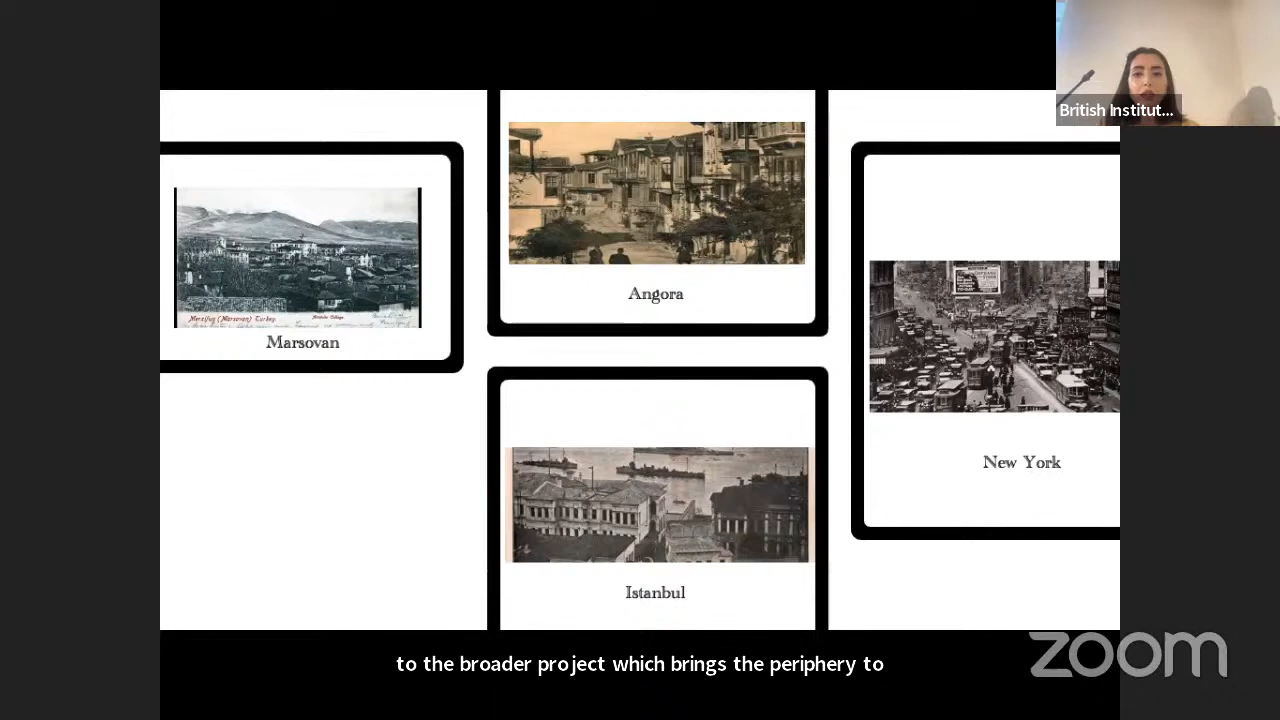 British Institut...
Angora
Merzifoug (Marsovan) Turkey.
Marsovan
New York
Istanbul
zoom
to the broader project which brings the periphery to